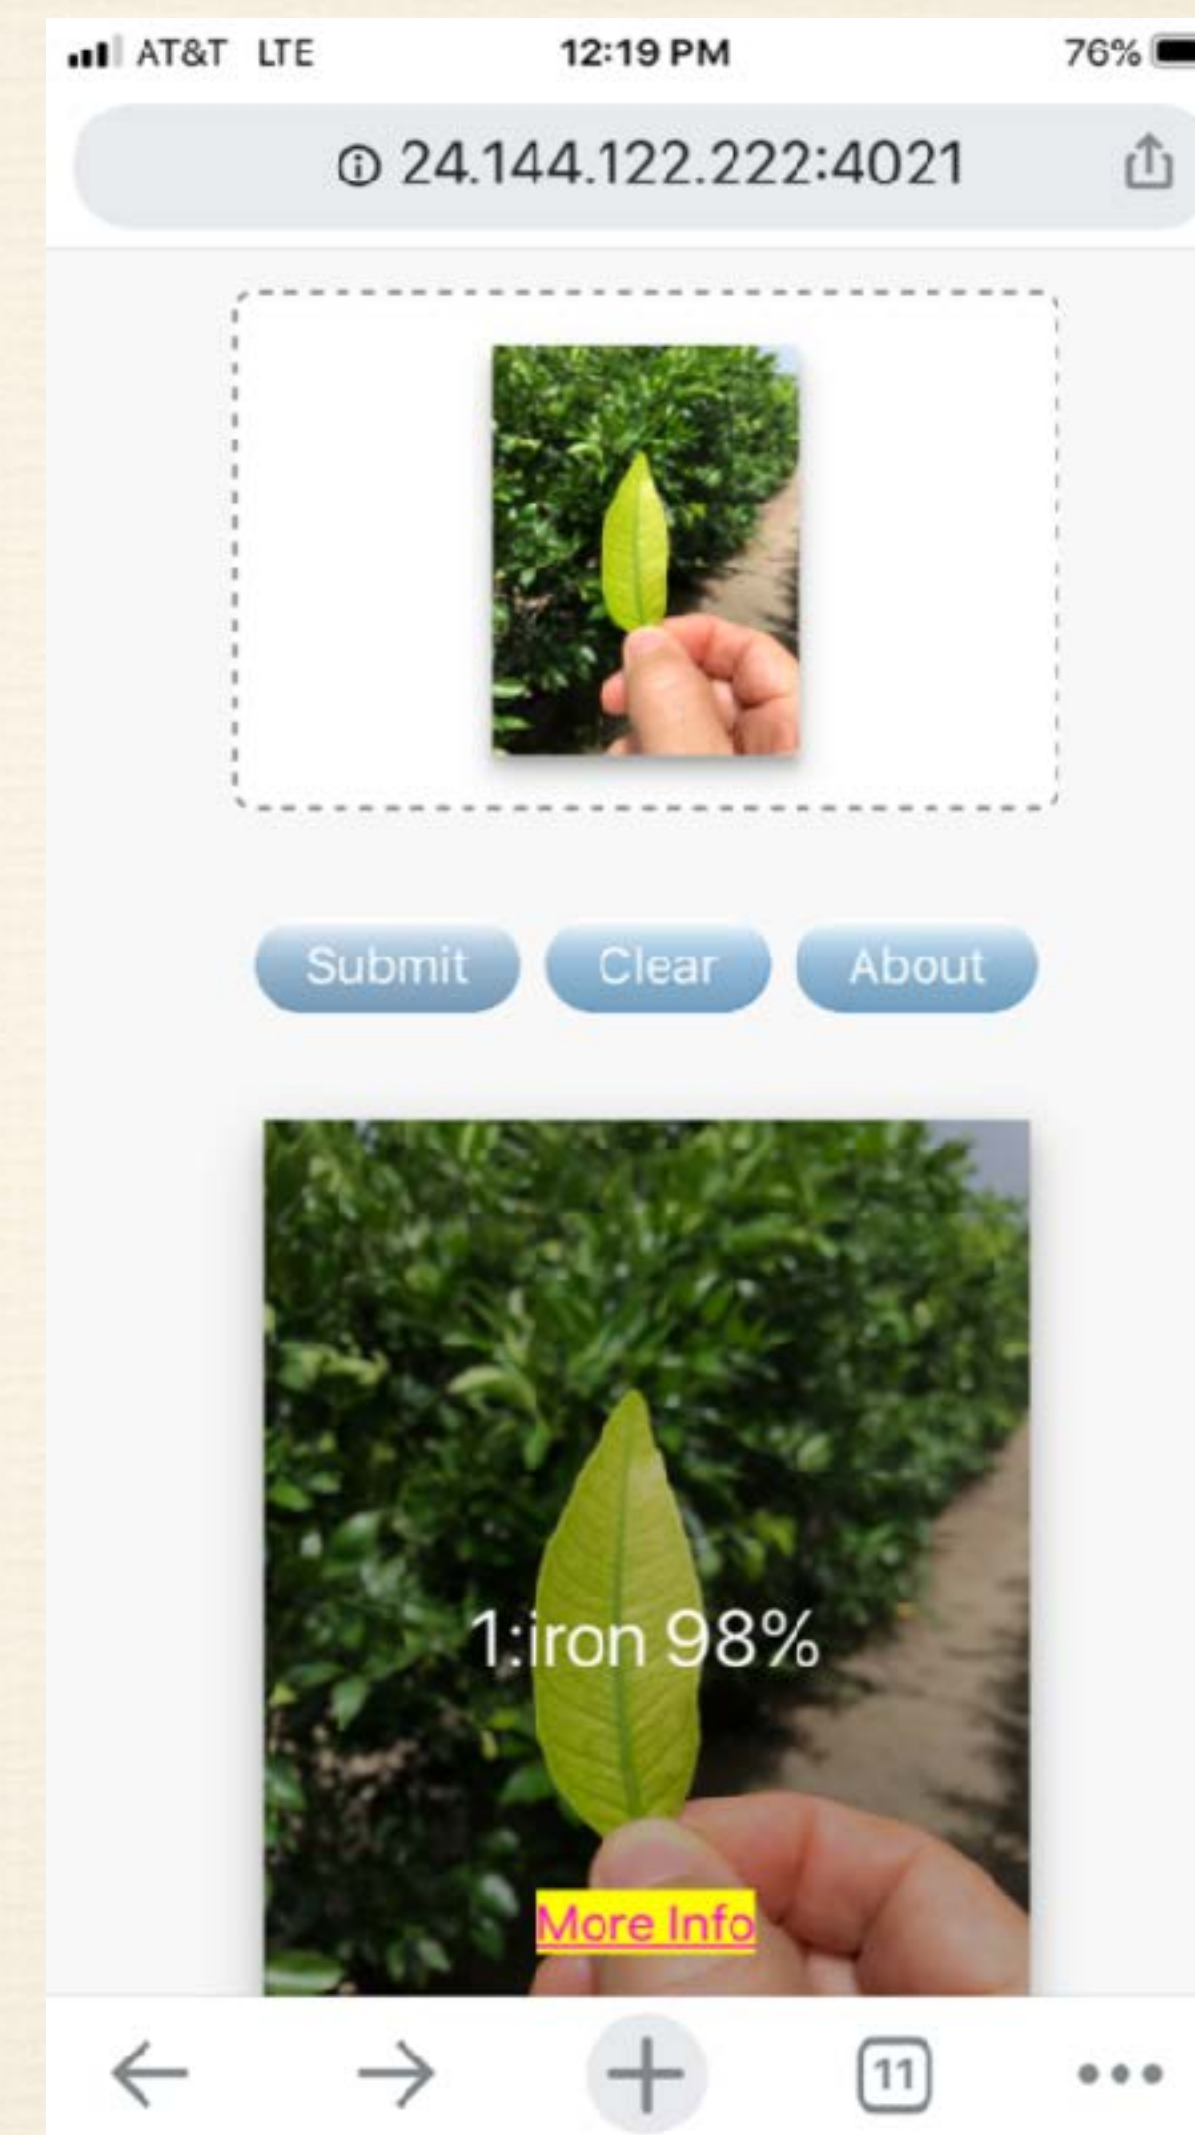 AT&T LTE 12:19 PM 76%
24.144.122.222:4021
Submit Clear About
1:iron 98%
More Info
11